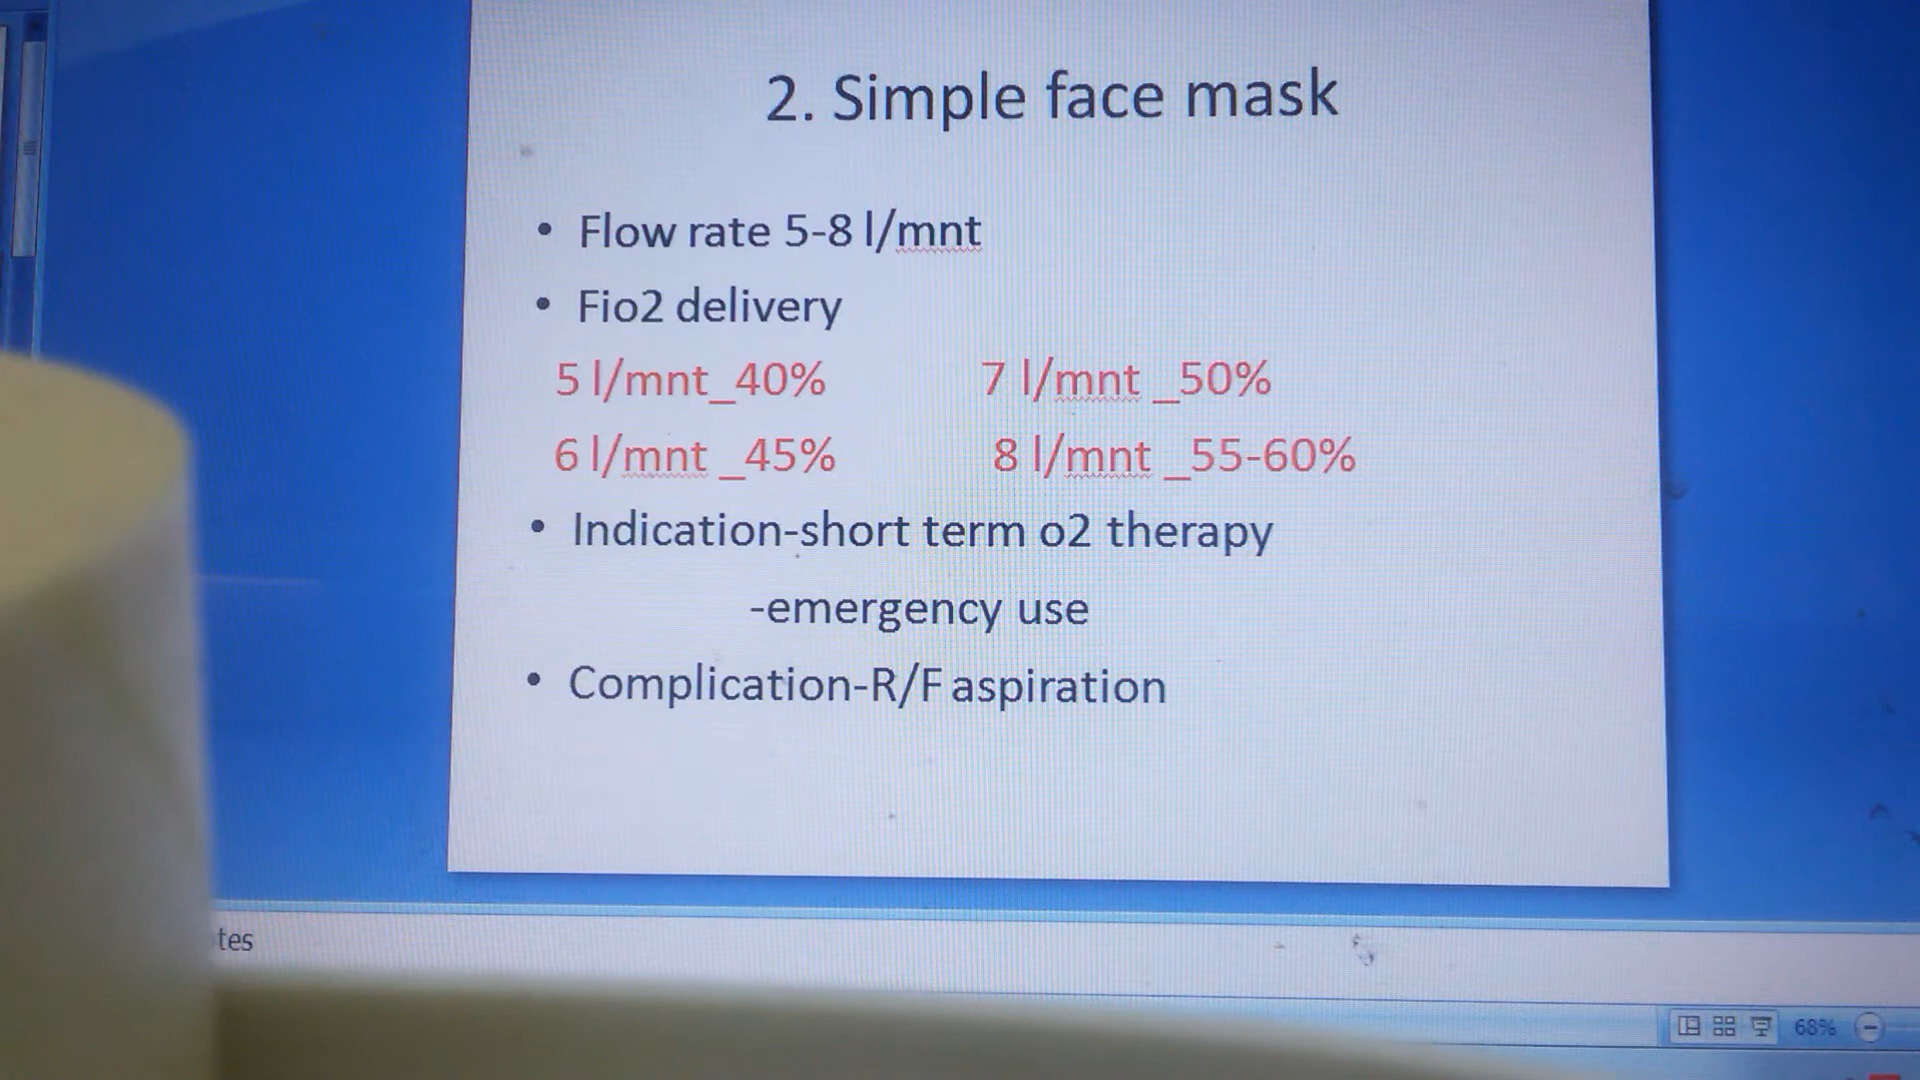 2. Simple face mask
• Flow rate 5-8 l/mnt
• Fio2 delivery
5 l/mnt_40% 7 l/mnt _50%
6 l/mnt _45% 8 l/mnt _55-60%
• Indication-short term o2 therapy
-emergency use
• Complication-R/F aspiration
tes
68%